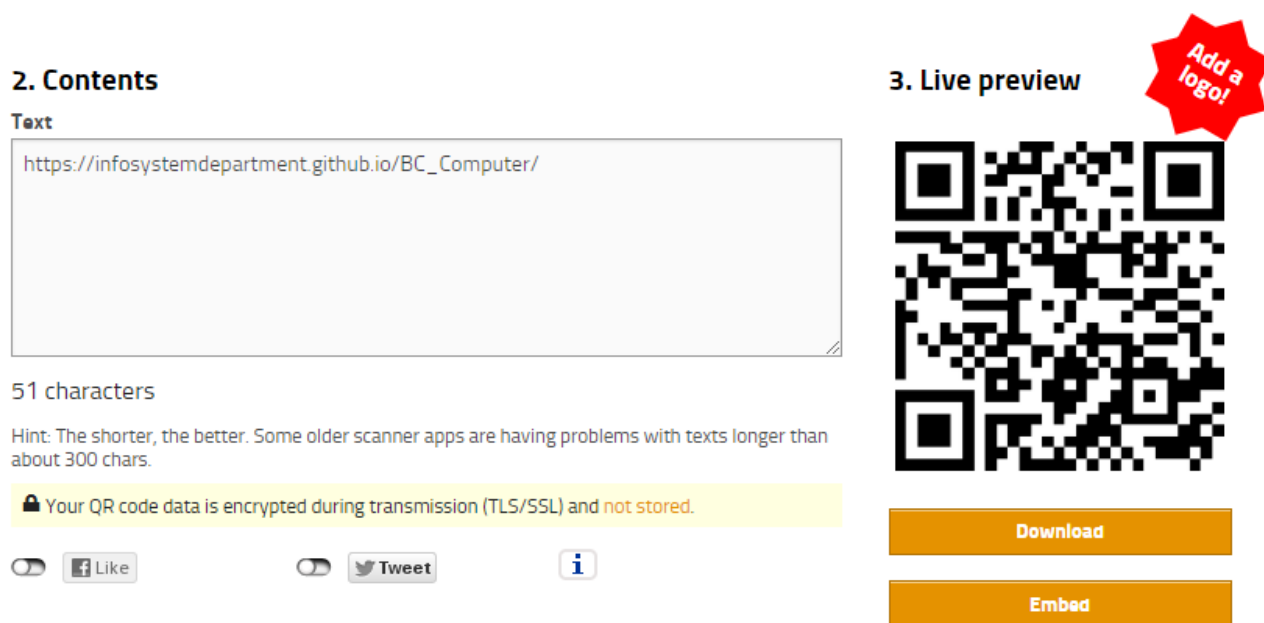 2. Contents
Text
https://infosystemdepartment.github.io/BC_Computer/
51 characters
Hint: The shorter, the better. Some older scanner apps are having problems with texts longer than
about 300 chars.
Your QR code data is encrypted during transmission (TLS/SSL) and not stored.
Like
Tweet
i
3. Live preview
Add a
logo!
Download
Embed